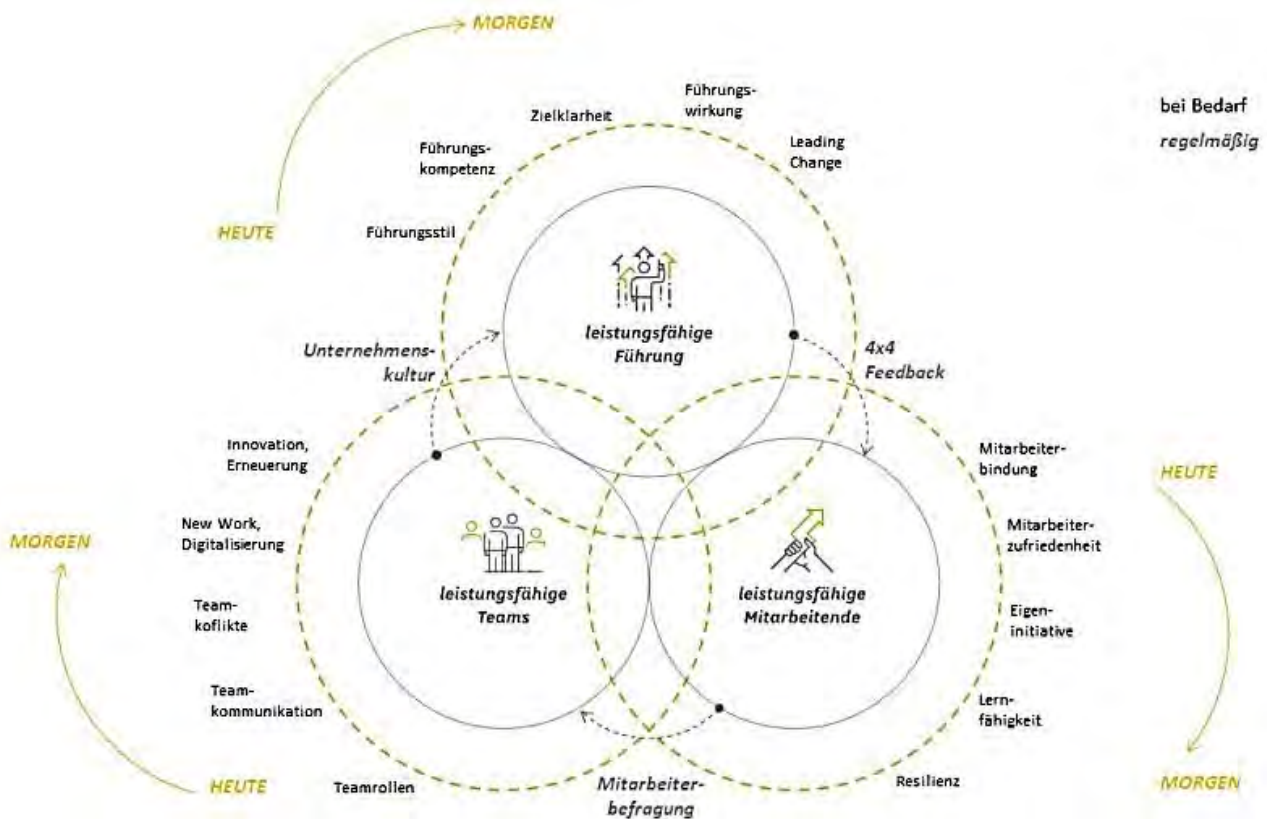 MORGEN
HEUTE
Führungs-
wirkung
Zielklarheit
Leading
Change
Führungs-
kompetenz
Führungsstil
bei Bedarf
regelmäßig
leistungsfähige
Führung
Unternehmens-
kultur
4x4
Feedback
Innovation,
Erneuerung
New Work,
Digitalisierung
Team-
koflikte
Team-
kommunikation
Teamrollen
MORGEN
HEUTE
leistungsfähige
Teams
leistungsfähige
Mitarbeitende
Mitarbeiter-
bindung
Mitarbeiter-
zufriedenheit
Eigen-
initiative
Lern-
fähigkeit
Resilienz
HEUTE
MORGEN
Mitarbeiter-
befragung